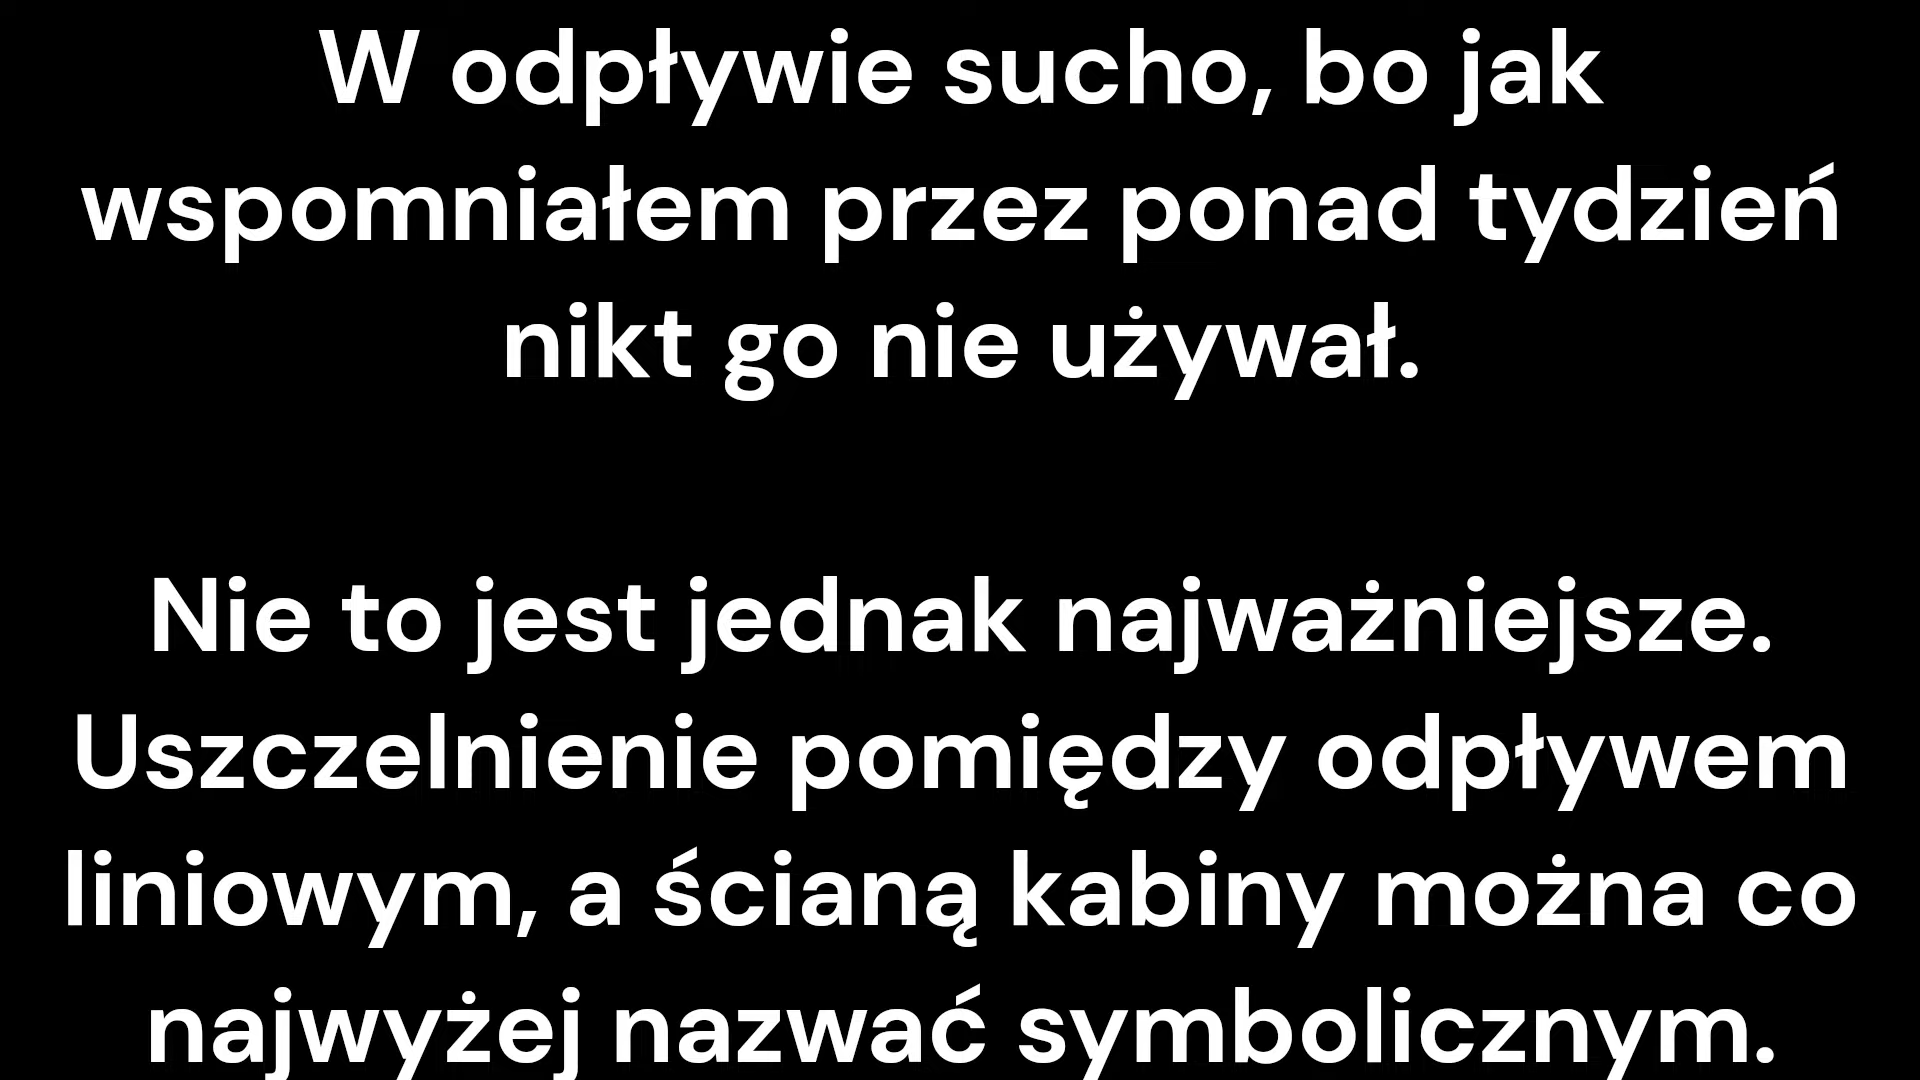 W odpływie sucho, bo jak
wspomniałem przez ponad tydzień
nikt go nie używał.
Nie to jest jednak najważniejsze.
Uszczelnienie pomiędzy odpływem
liniowym, a ścianą kabiny można co
najwyżej nazwać symbolicznym.